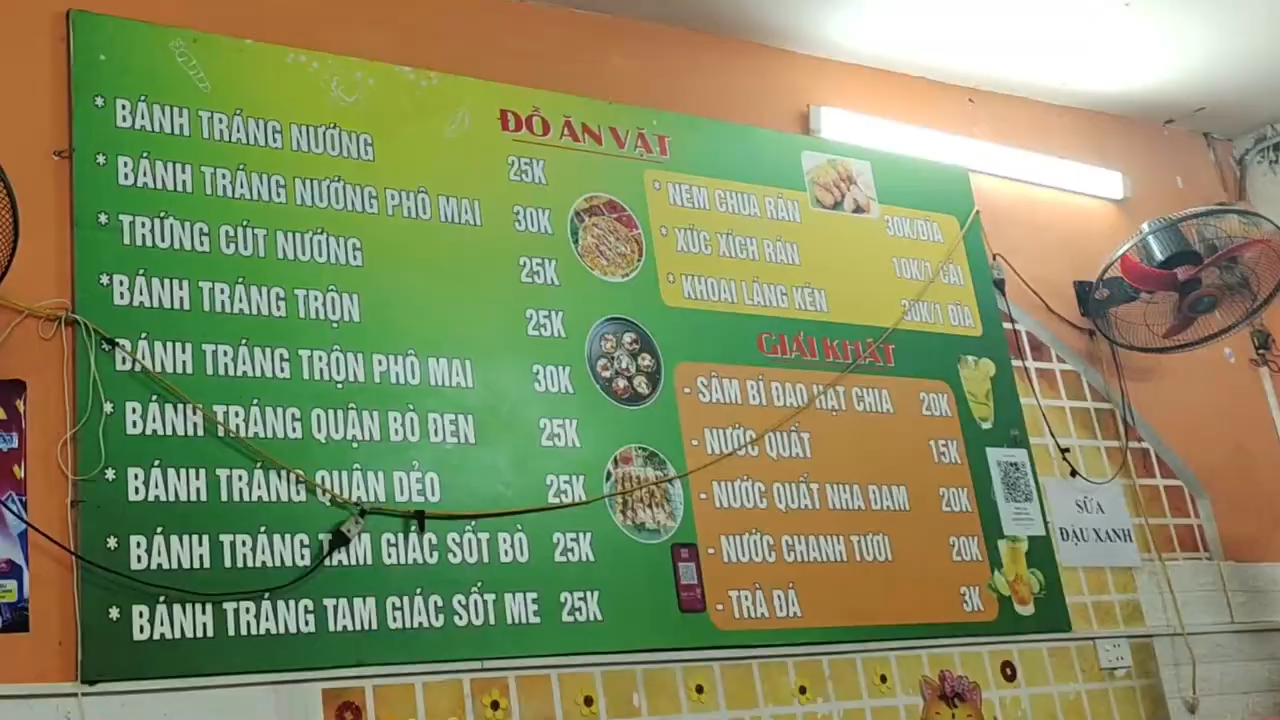 ĐỒ ĂN VẶT
* BÁNH TRÁNG NƯỚNG 25K
* BÁNH TRÁNG NƯỚNG PHÔ MAI 30K
* TRỨNG CÚT NƯỚNG 25K
*BÁNH TRÁNG TRỘN 25K
*BÁNH TRÁNG TRỘN PHÔ MAI 30K
* BÁNH TRÁNG QUẬN BÒ ĐEN 25K
* BÁNH TRÁNG QUẬN DẺO 25K
* BÁNH TRÁNG TAM GIÁC SỐT BÒ 25K
* BÁNH TRÁNG TAM GIÁC SỐT ME 25K
* NEM CHUA RÁN 30K/ĐĨA
* XÚC XÍCH RÁN 10K/1 CÁI
* KHOAI LANG KÉN 30K/1 ĐĨA
GIẢI KHÁT
- SÂM BÍ ĐAO HẠT CHIA 20K
- NƯỚC QUẤT 15K
- NƯỚC QUẤT NHA ĐAM 20K
- NƯỚC CHANH TƯƠI 20K
- TRÀ ĐÁ 3K
SỮA
ĐẬU XANH